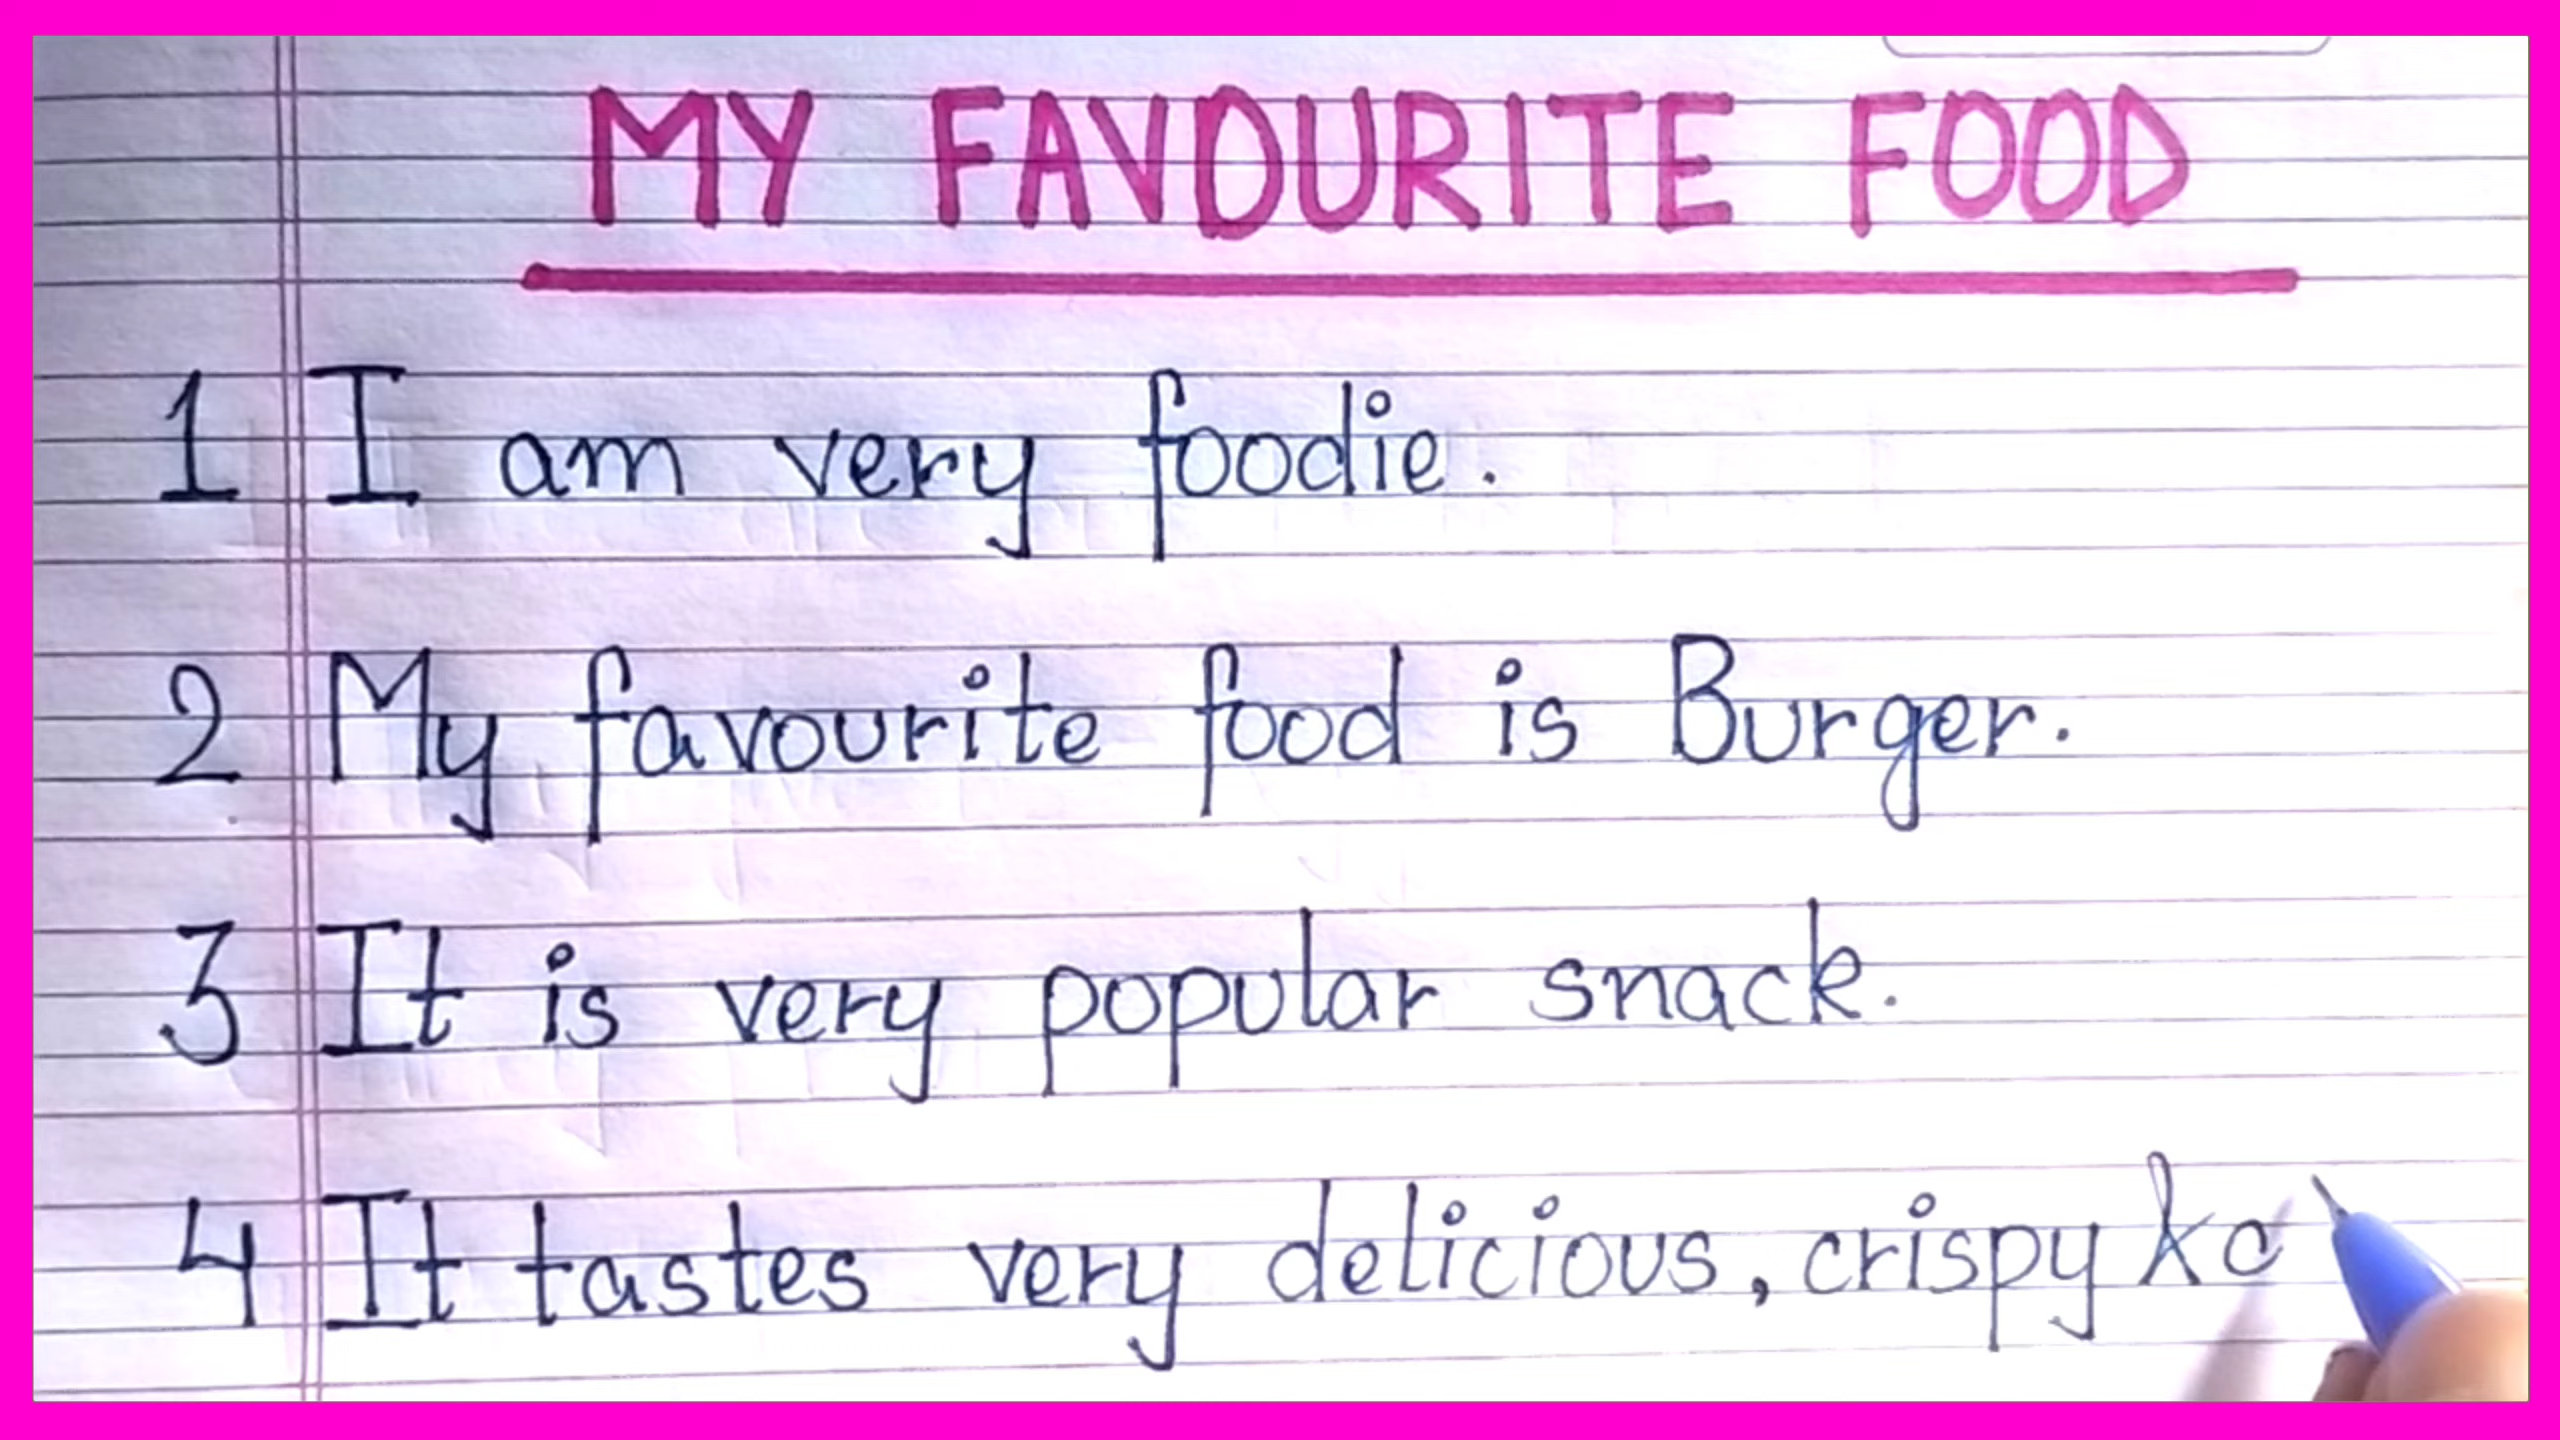 MY FAVOURITE FOOD
1 I am very foodie.
2 My favourite food is Burger.
3 It is very popular snack.
4 It tastes very delicious, crispy &